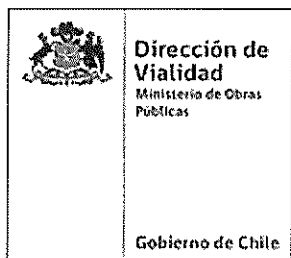 Dirección de
Vialidad
Ministerio de Obras
Públicas
Gobierno de Chile